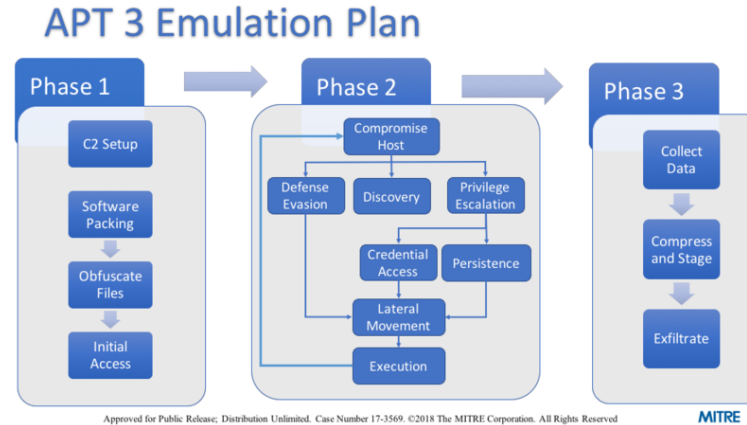 APT 3 Emulation Plan
Phase 1
C2 Setup
Software
Packing
Obfuscate
Files
Initial
Access
Phase 2
Compromise
Host
Defense
Evasion
Discovery
Privilege
Escalation
Credential
Access
Persistence
Lateral
Movement
Execution
Phase 3
Collect
Data
Compress
and Stage
Exfiltrate
Approved for Public Release; Distribution Unlimited. Case Number 17-3569. ©2018 The MITRE Corporation. All Rights Reserved
MITRE